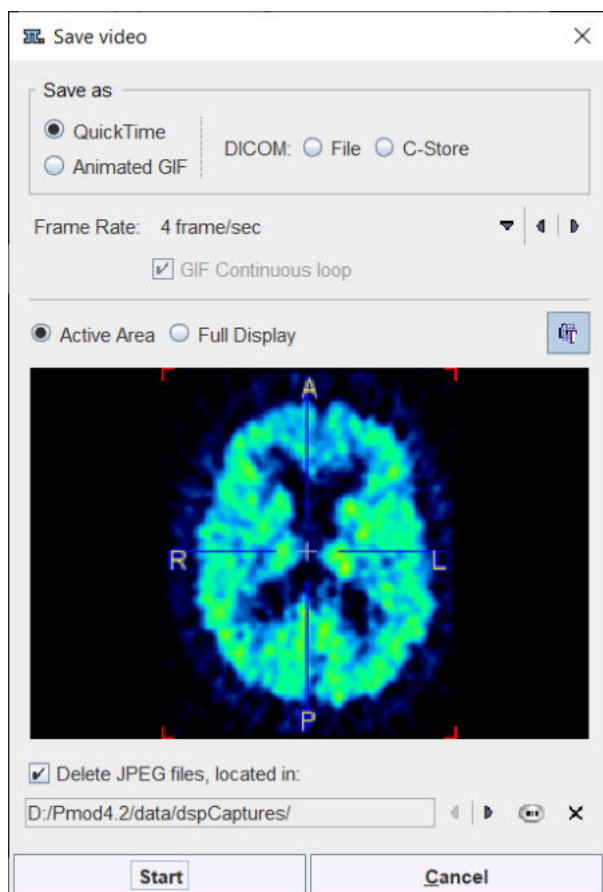 Save video
Save as
QuickTime
Animated GIF
DICOM: File C-Store
Frame Rate: 4 frame/sec
GIF Continuous loop
Active Area Full Display
A
R L
P
Delete JPEG files, located in:
D:/Pmod4.2/data/dspCaptures/
Start Cancel